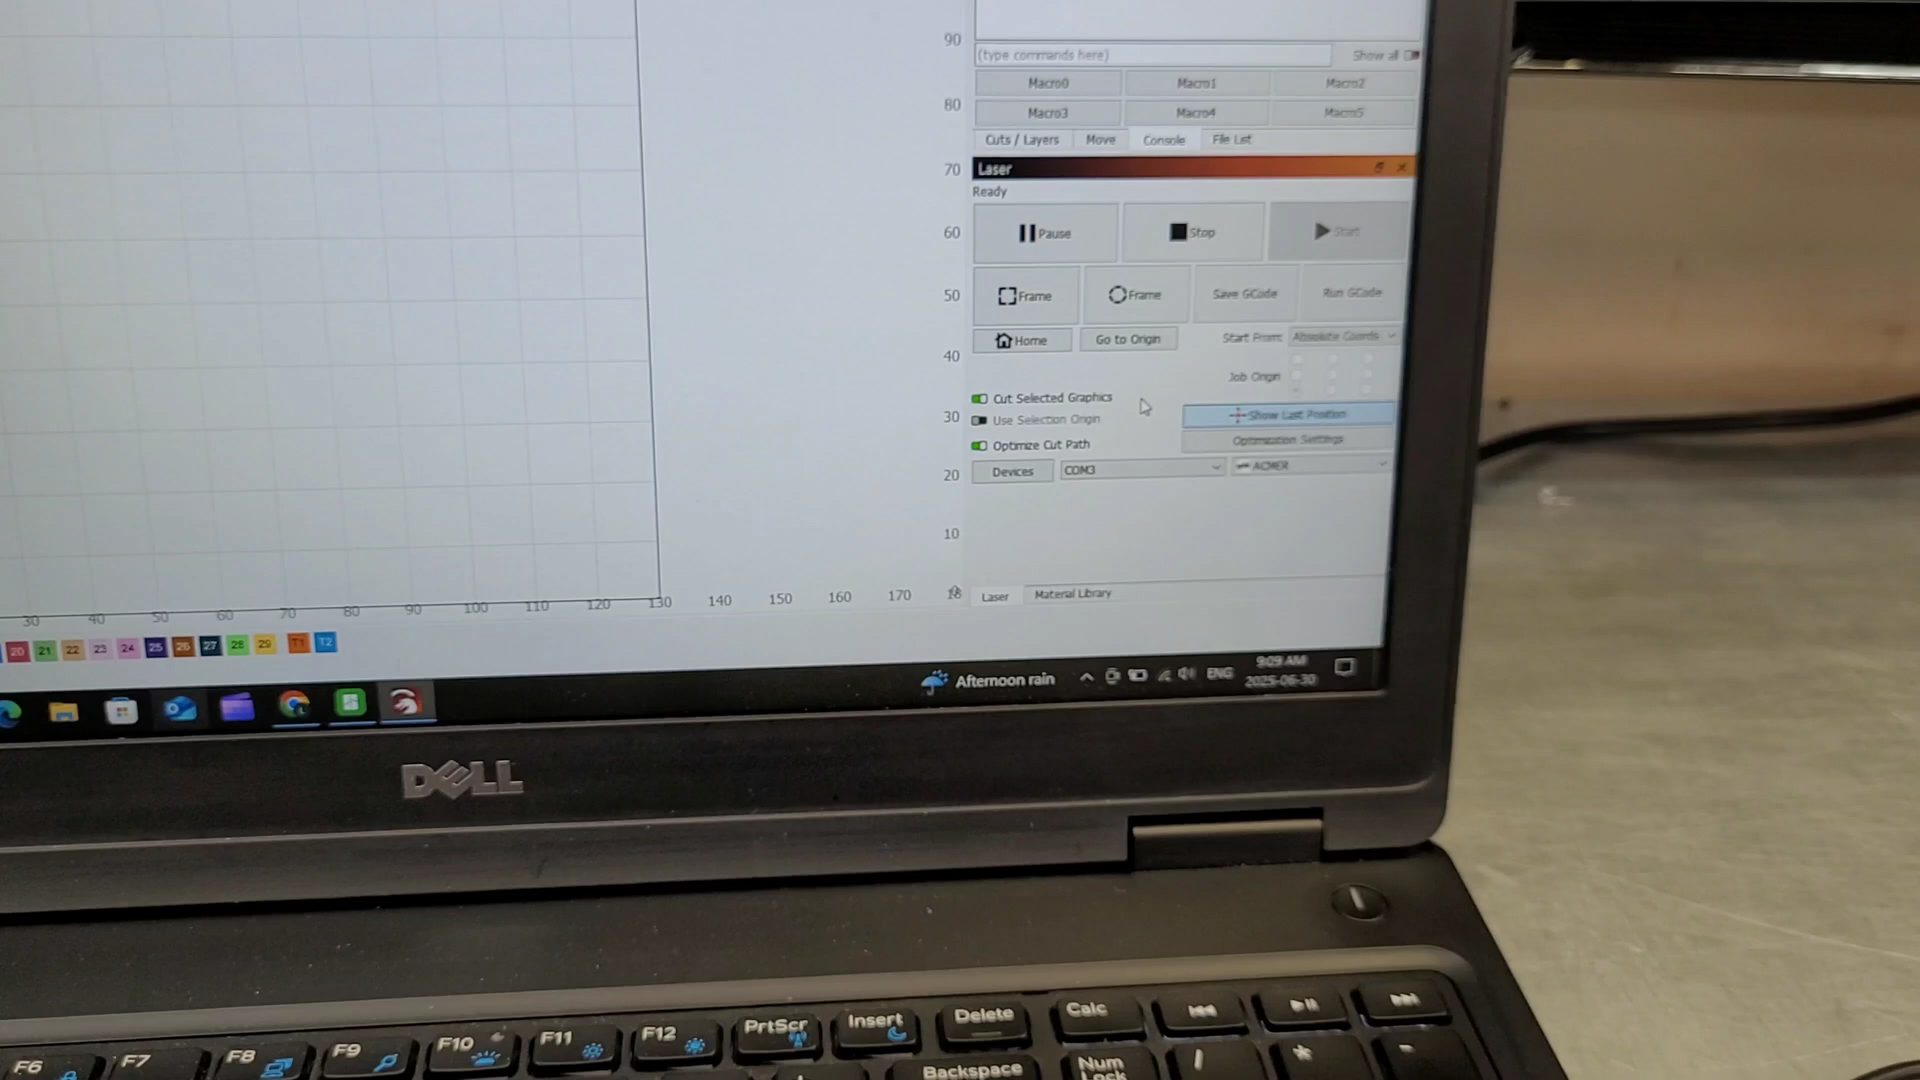 90
(type commands here) Show all
Macro0 Macro1 Macro2
80
Macro3 Macro4 Macro5
Cuts / Layers Move Console File List
70
Laser
Ready
60
Pause Stop Start
50
Frame Frame Save GCode Run GCode
Home Go to Origin Start From: Absolute Coords
40
Job Origin
Cut Selected Graphics
30
Use Selection Origin
Show Last Position
Optimize Cut Path
Optimization Settings
20
Devices COM3 ACMER
10
Laser Material Library
30 40 50 60 70 80 90 100 110 120 130 140 150 160 170
20 21 22 23 24 25 26 27 28 29 T1 T2
Afternoon rain
ENG
9:09 AM
2025-06-30
DELL
F6 F7 F8 F9 F10 F11 F12 PrtScr Insert Delete Calc
Backspace
Num
Lock
/ * -